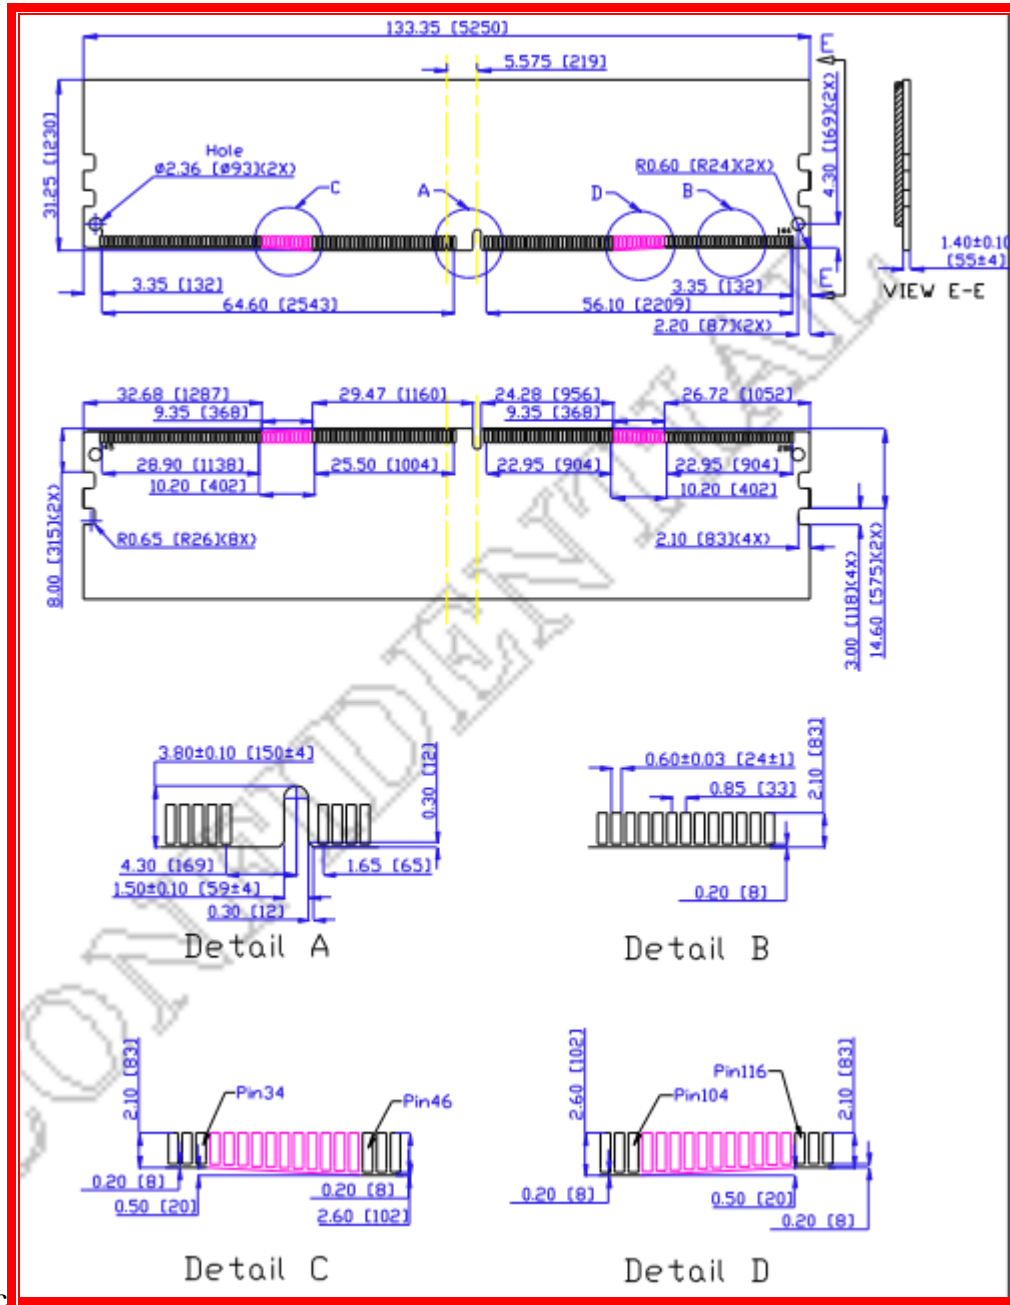 133.35 [5250]
5.575 [219]
E
Hole
Ø2.36 [Ø93](2X)
31.25 [1230]
C
A
D
B
R0.60 [R24](2X)
4.30 [169](2X)
144
1.40±0.10
[55±4]
VIEW E-E
3.35 [132]
64.60 [2543]
3.35 [132]
56.10 [2209]
E
2.20 [87](2X)
32.68 [1287]
29.47 [1160]
24.28 [956]
26.72 [1052]
9.35 [368]
9.35 [368]
28.90 [1138]
25.50 [1004]
22.95 [904]
22.95 [904]
10.20 [402]
10.20 [402]
R0.65 [R26](8X)
2.10 [83](4X)
8.00 [315](2X)
3.00 [118](4X)
14.60 [575](2X)
3.80±0.10 [150±4]
0.30 [12]
4.30 [169]
1.65 [65]
1.50±0.10 [59±4]
0.30 [12]
Detail A
0.60±0.03 [24±1]
0.85 [33]
2.10 [83]
0.20 [8]
Detail B
2.10 [83]
Pin34
Pin46
0.20 [8]
0.50 [20]
0.20 [8]
2.60 [102]
Detail C
2.60 [102]
Pin116
Pin104
2.10 [83]
0.20 [8]
0.50 [20]
0.20 [8]
Detail D
CONFIDENTIAL